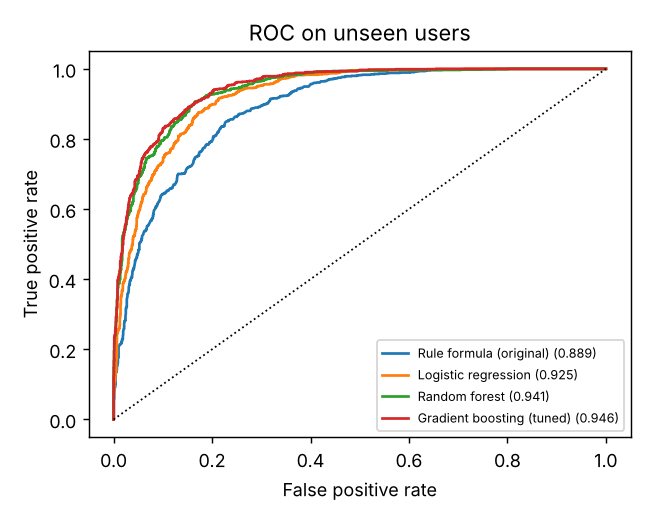 ROC on unseen users
True positive rate
1.0
0.8
0.6
0.4
0.2
0.0
0.0 0.2 0.4 0.6 0.8 1.0
False positive rate
Rule formula (original) (0.889)
Logistic regression (0.925)
Random forest (0.941)
Gradient boosting (tuned) (0.946)